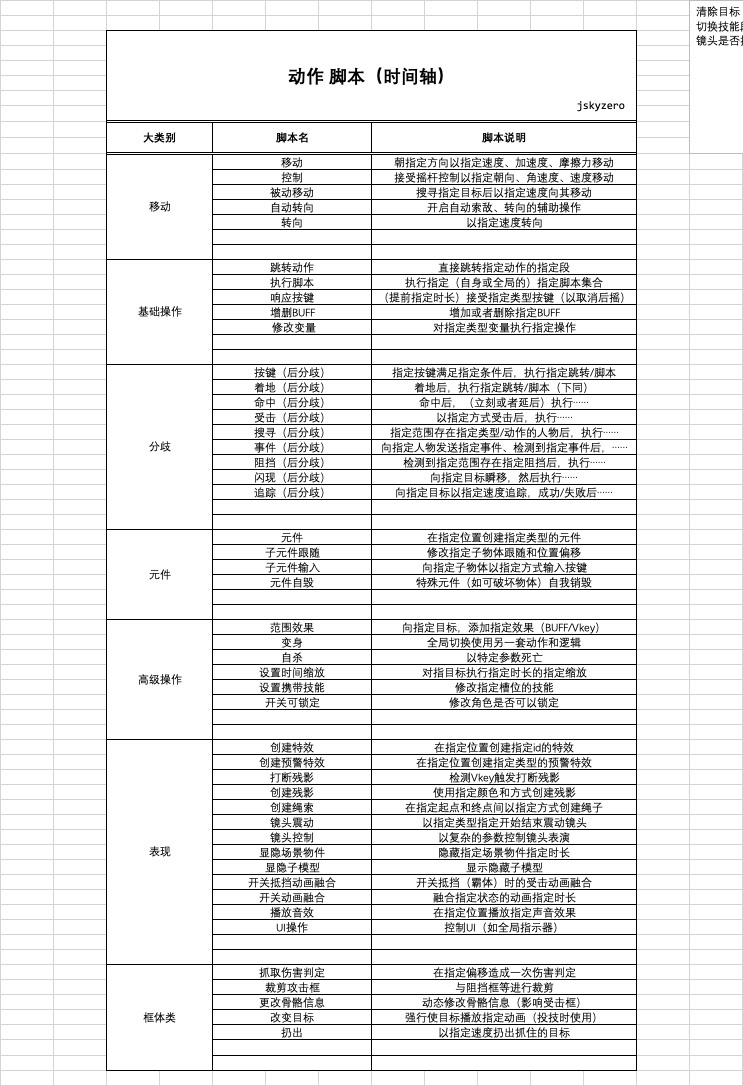 清除目标
切换技能
镜头是否
动作 脚本（时间轴）
jskyzero
大类别 脚本名 脚本说明
移动
移动 朝指定方向以指定速度、加速度、摩擦力移动
控制 接受摇杆控制以指定朝向、角速度、速度移动
被动移动 搜寻指定目标后以指定速度向其移动
自动转向 开启自动索敌、转向的辅助操作
转向 以指定速度转向
基础操作
跳转动作 直接跳转指定动作的指定段
执行脚本 执行指定（自身或全局的）指定脚本集合
响应按键 （提前指定时长）接受指定类型按键（以取消后摇）
增删BUFF 增加或者删除指定BUFF
修改变量 对指定类型变量执行指定操作
分歧
按键（后分歧） 指定按键满足指定条件后，执行指定跳转/脚本
着地（后分歧） 着地后，执行指定跳转/脚本（下同）
命中（后分歧） 命中后，（立刻或者延后）执行……
受击（后分歧） 以指定方式受击后，执行……
搜寻（后分歧） 指定范围存在指定类型/动作的人物后，执行……
事件（后分歧） 向指定人物发送指定事件、检测到指定事件后，……
阻挡（后分歧） 检测到指定范围存在指定阻挡后，执行……
闪现（后分歧） 向指定目标瞬移，然后执行……
追踪（后分歧） 向指定目标以指定速度追踪，成功/失败后……
元件
元件 在指定位置创建指定类型的元件
子元件跟随 修改指定子物体跟随和位置偏移
子元件输入 向指定子物体以指定方式输入按键
元件自毁 特殊元件（如可破坏物体）自我销毁
高级操作
范围效果 向指定目标，添加指定效果（BUFF/Vkey）
变身 全局切换使用另一套动作和逻辑
自杀 以特定参数死亡
设置时间缩放 对指目标执行指定时长的指定缩放
设置携带技能 修改指定槽位的技能
开关可锁定 修改角色是否可以锁定
表现
创建特效 在指定位置创建指定id的特效
创建预警特效 在指定位置创建指定类型的预警特效
打断残影 检测Vkey触发打断残影
创建残影 使用指定颜色和方式创建残影
创建绳索 在指定起点和终点间以指定方式创建绳子
镜头震动 以指定类型指定开始结束震动镜头
镜头控制 以复杂的参数控制镜头表演
显隐场景物件 隐藏指定场景物件指定时长
显隐子模型 显示隐藏子模型
开关抵挡动画融合 开关抵挡（霸体）时的受击动画融合
开关动画融合 融合指定状态的动画指定时长
播放音效 在指定位置播放指定声音效果
UI操作 控制UI（如全局指示器）
框体类
抓取伤害判定 在指定偏移造成一次伤害判定
裁剪攻击框 与阻挡框等进行裁剪
更改骨骼信息 动态修改骨骼信息（影响受击框）
改变目标 强行使目标播放指定动画（投技时使用）
扔出 以指定速度扔出抓住的目标